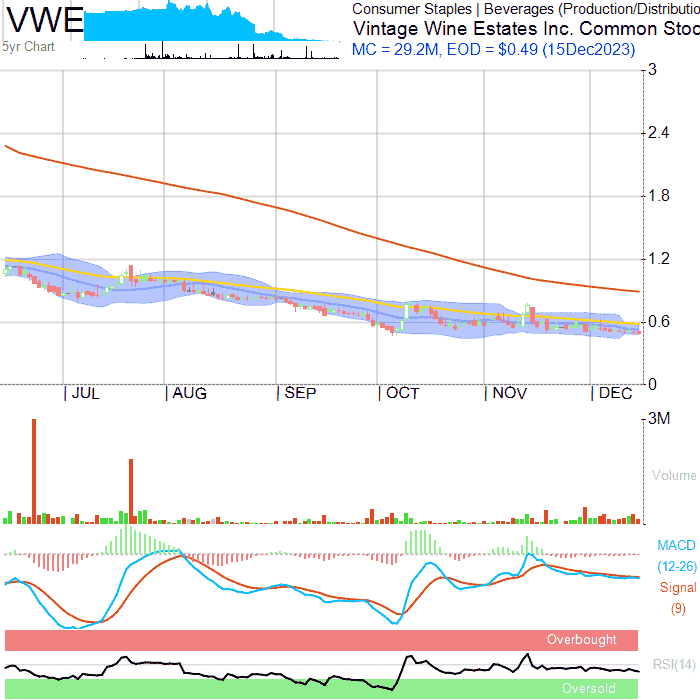 VWE
5yr Chart
Consumer Staples | Beverages (Production/Distributio
Vintage Wine Estates Inc. Common Stoc
MC = 29.2M, EOD = $0.49 (15Dec2023)
3
2.4
1.8
1.2
0.6
0
| JUL | AUG | SEP | OCT | NOV | DEC
3M
Volume
MACD
(12-26)
Signal
(9)
Overbought
RSI(14)
Oversold